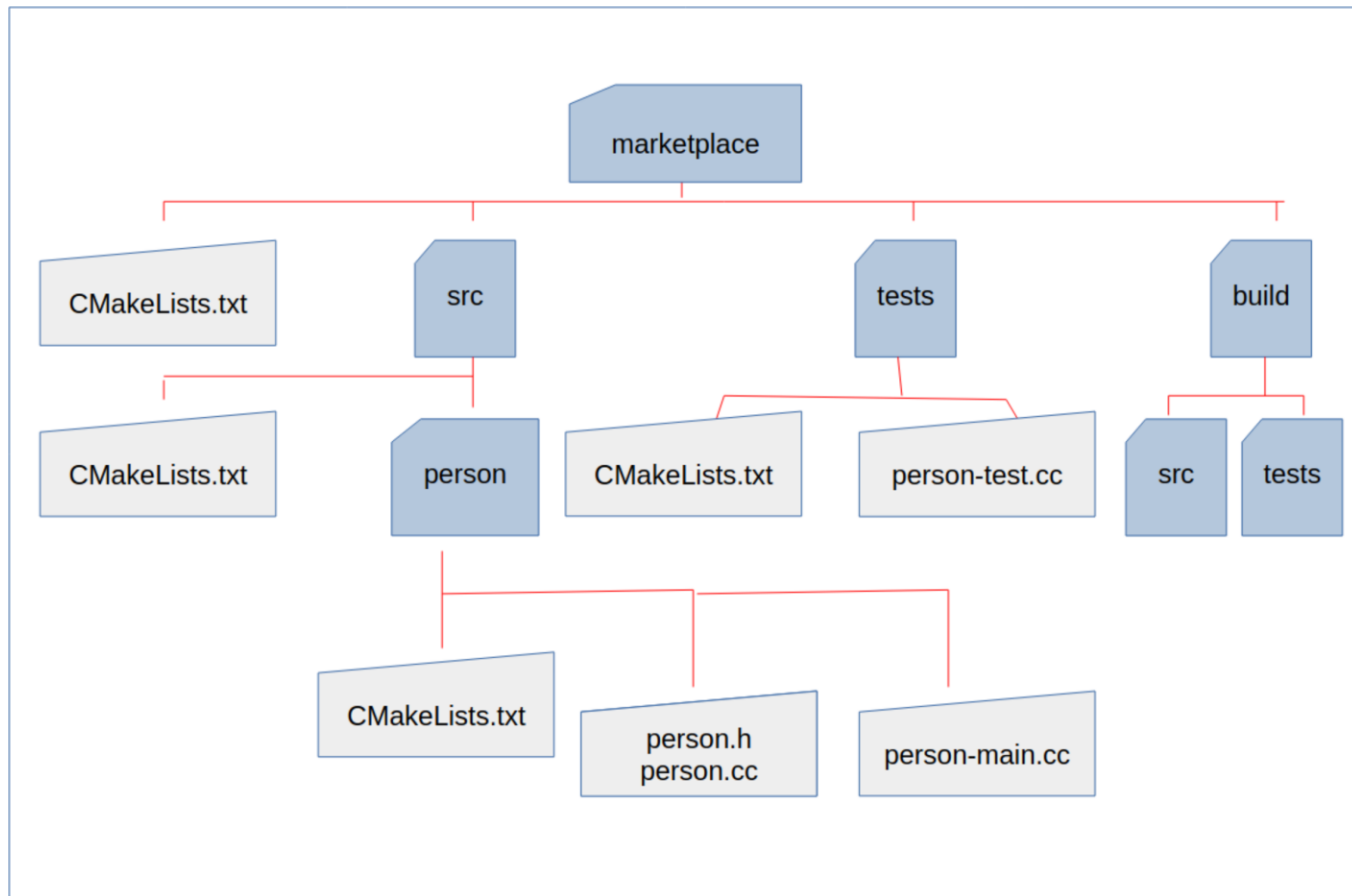 marketplace
CMakeLists.txt
src
tests
build
CMakeLists.txt
person
CMakeLists.txt
person-test.cc
src
tests
CMakeLists.txt
person.h
person.cc
person-main.cc